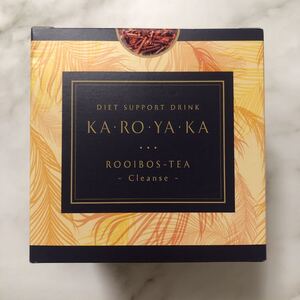 DIET SUPPORT DRINK
KA·RO·YA·KA
ROOIBOS-TEA
- Cleanse -